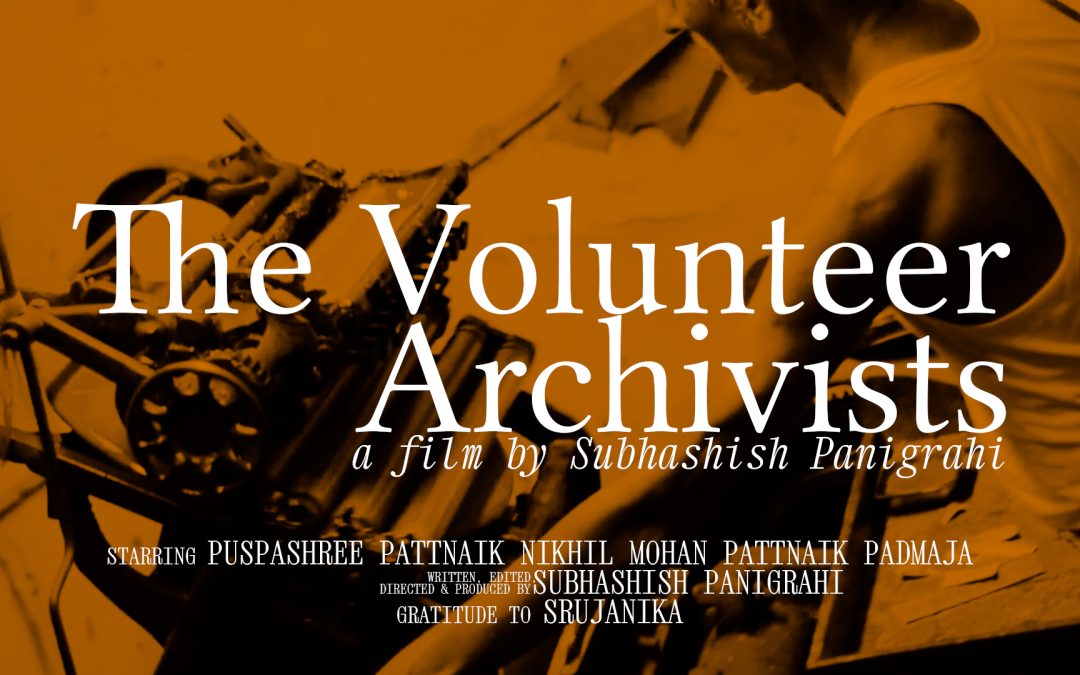 The Volunteer
Archivists
a film by Subhashish Panigrahi
STARRING PUSPASHREE PATTNAIK NIKHIL MOHAN PATTNAIK PADMAJA
WRITTEN, EDITED
DIRECTED & PRODUCED BY SUBHASHISH PANIGRAHI
GRATITUDE TO SRUJANIKA